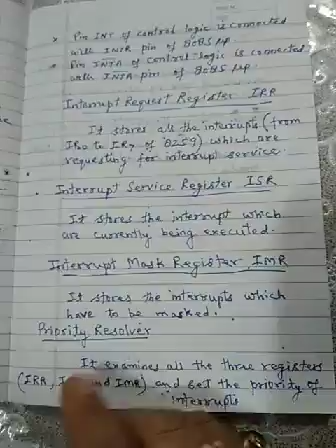 * Pin INT of control logic is connected
with INTR pin of 8085 μp.
* Pin INTA of control logic is connected
with INTA pin of 8085 μp.
Interrupt Request Register IRR
It stores all the interrupts (from
IR0 to IR7 of 8259) which are
requesting for interrupt service
Interrupt Service Register ISR
It stores the interrupt which
are currently being executed.
Interrupt Mask Register, IMR
It stores the interrupts which
have to be masked.
Priority Resolver
It examines all the three registers
(IRR, and IMR) and set the priority of
interrupts